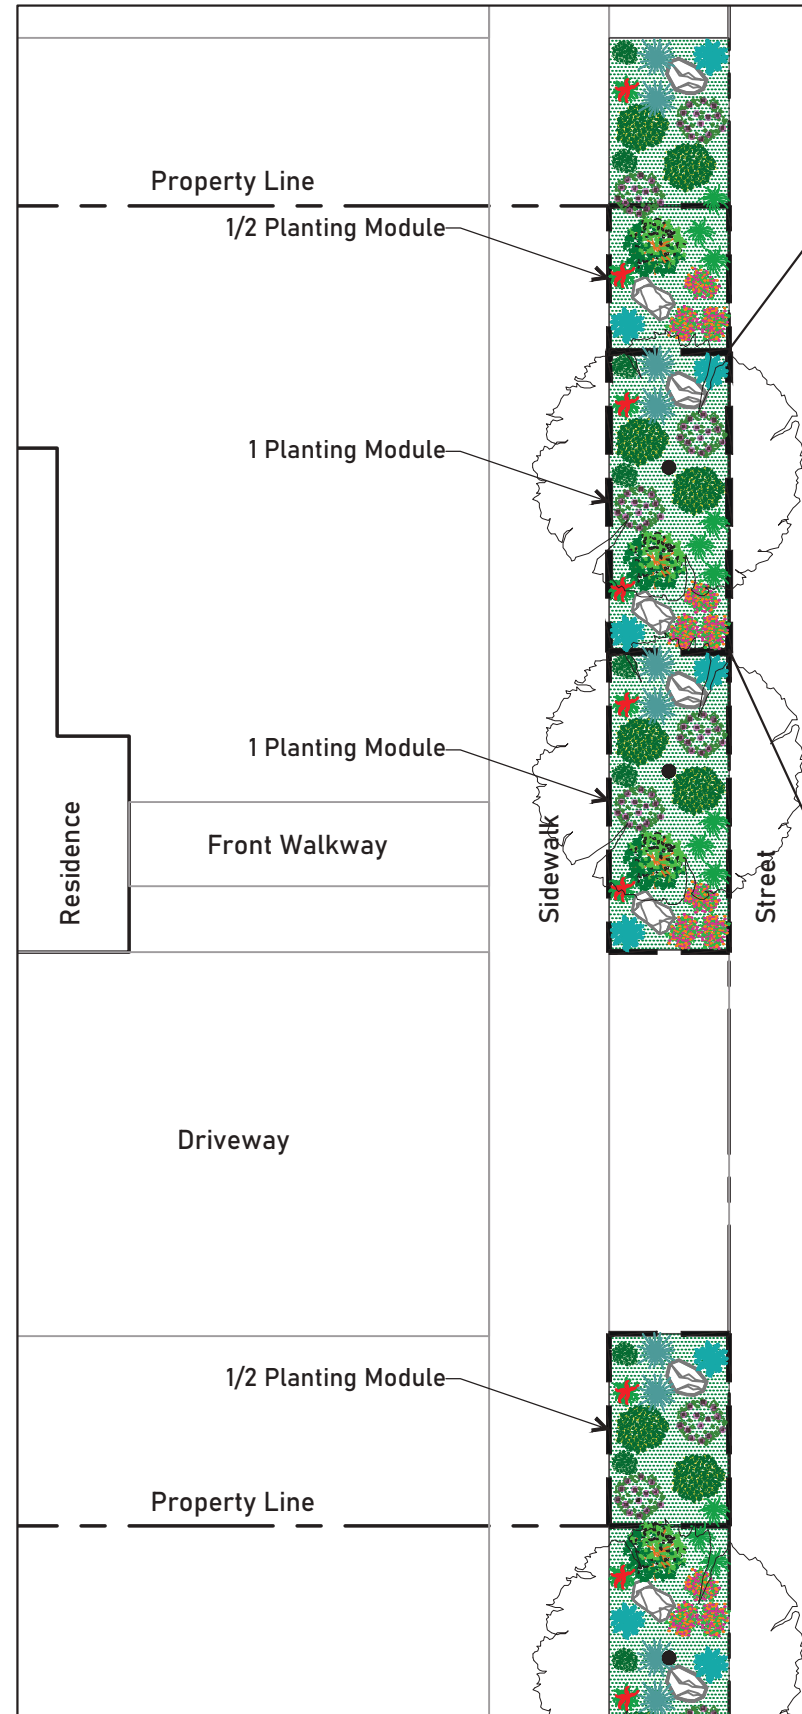 Property Line
1/2 Planting Module
1 Planting Module
1 Planting Module
Residence
Front Walkway
Sidewalk
Street
Driveway
1/2 Planting Module
Property Line